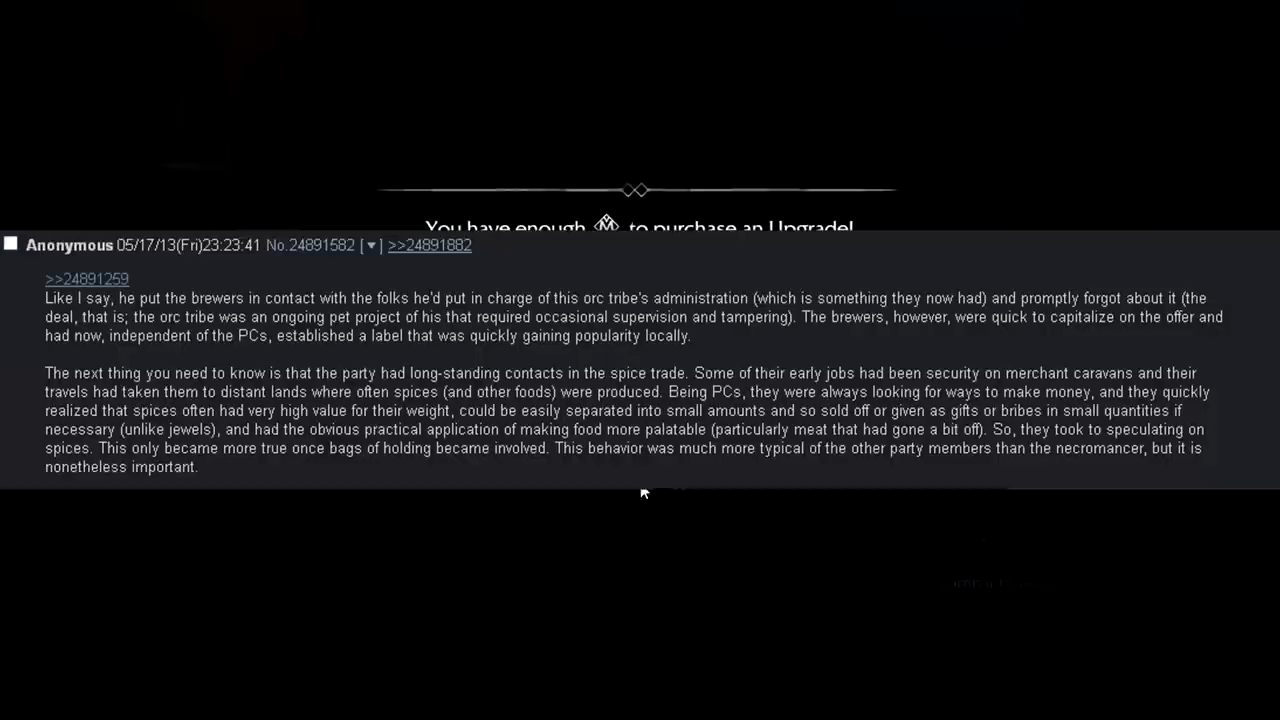 You have enough to purchase an Upgrade!
Anonymous 05/17/13(Fri)23:23:41 No.24891582 [▼] >>24891882
>>24891259
Like I say, he put the brewers in contact with the folks he'd put in charge of this orc tribe's administration (which is something they now had) and promptly forgot about it (the
deal, that is; the orc tribe was an ongoing pet project of his that required occasional supervision and tampering). The brewers, however, were quick to capitalize on the offer and
had now, independent of the PCs, established a label that was quickly gaining popularity locally.
The next thing you need to know is that the party had long-standing contacts in the spice trade. Some of their early jobs had been security on merchant caravans and their
travels had taken them to distant lands where often spices (and other foods) were produced. Being PCs, they were always looking for ways to make money, and they quickly
realized that spices often had very high value for their weight, could be easily separated into small amounts and so sold off or given as gifts or bribes in small quantities if
necessary (unlike jewels), and had the obvious practical application of making food more palatable (particularly meat that had gone a bit off). So, they took to speculating on
spices. This only became more true once bags of holding became involved. This behavior was much more typical of the other party members than the necromancer, but it is
nonetheless important.